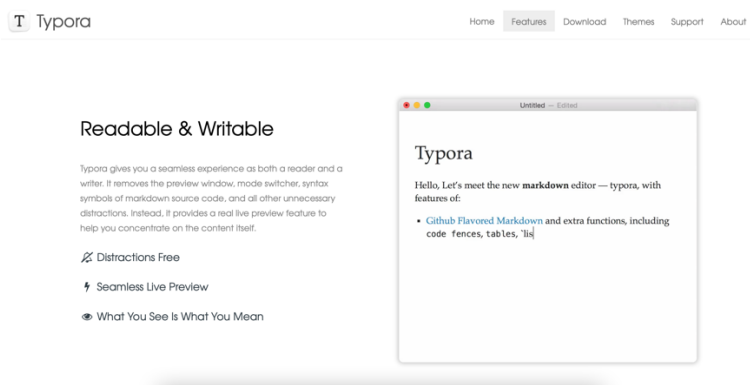 T Typora
Home Features Download Themes Support About
Readable & Writable
Typora gives you a seamless experience as both a reader and a
writer. It removes the preview window, mode switcher, syntax
symbols of markdown source code, and all other unnecessary
distractions. Instead, it provides a real live preview feature to
help you concentrate on the content itself.
Distractions Free
Seamless Live Preview
What You See Is What You Mean
Untitled — Edited
Typora
Hello, Let's meet the new markdown editor — typora, with
features of:
• Github Flavored Markdown and extra functions, including
code fences, tables, `lis